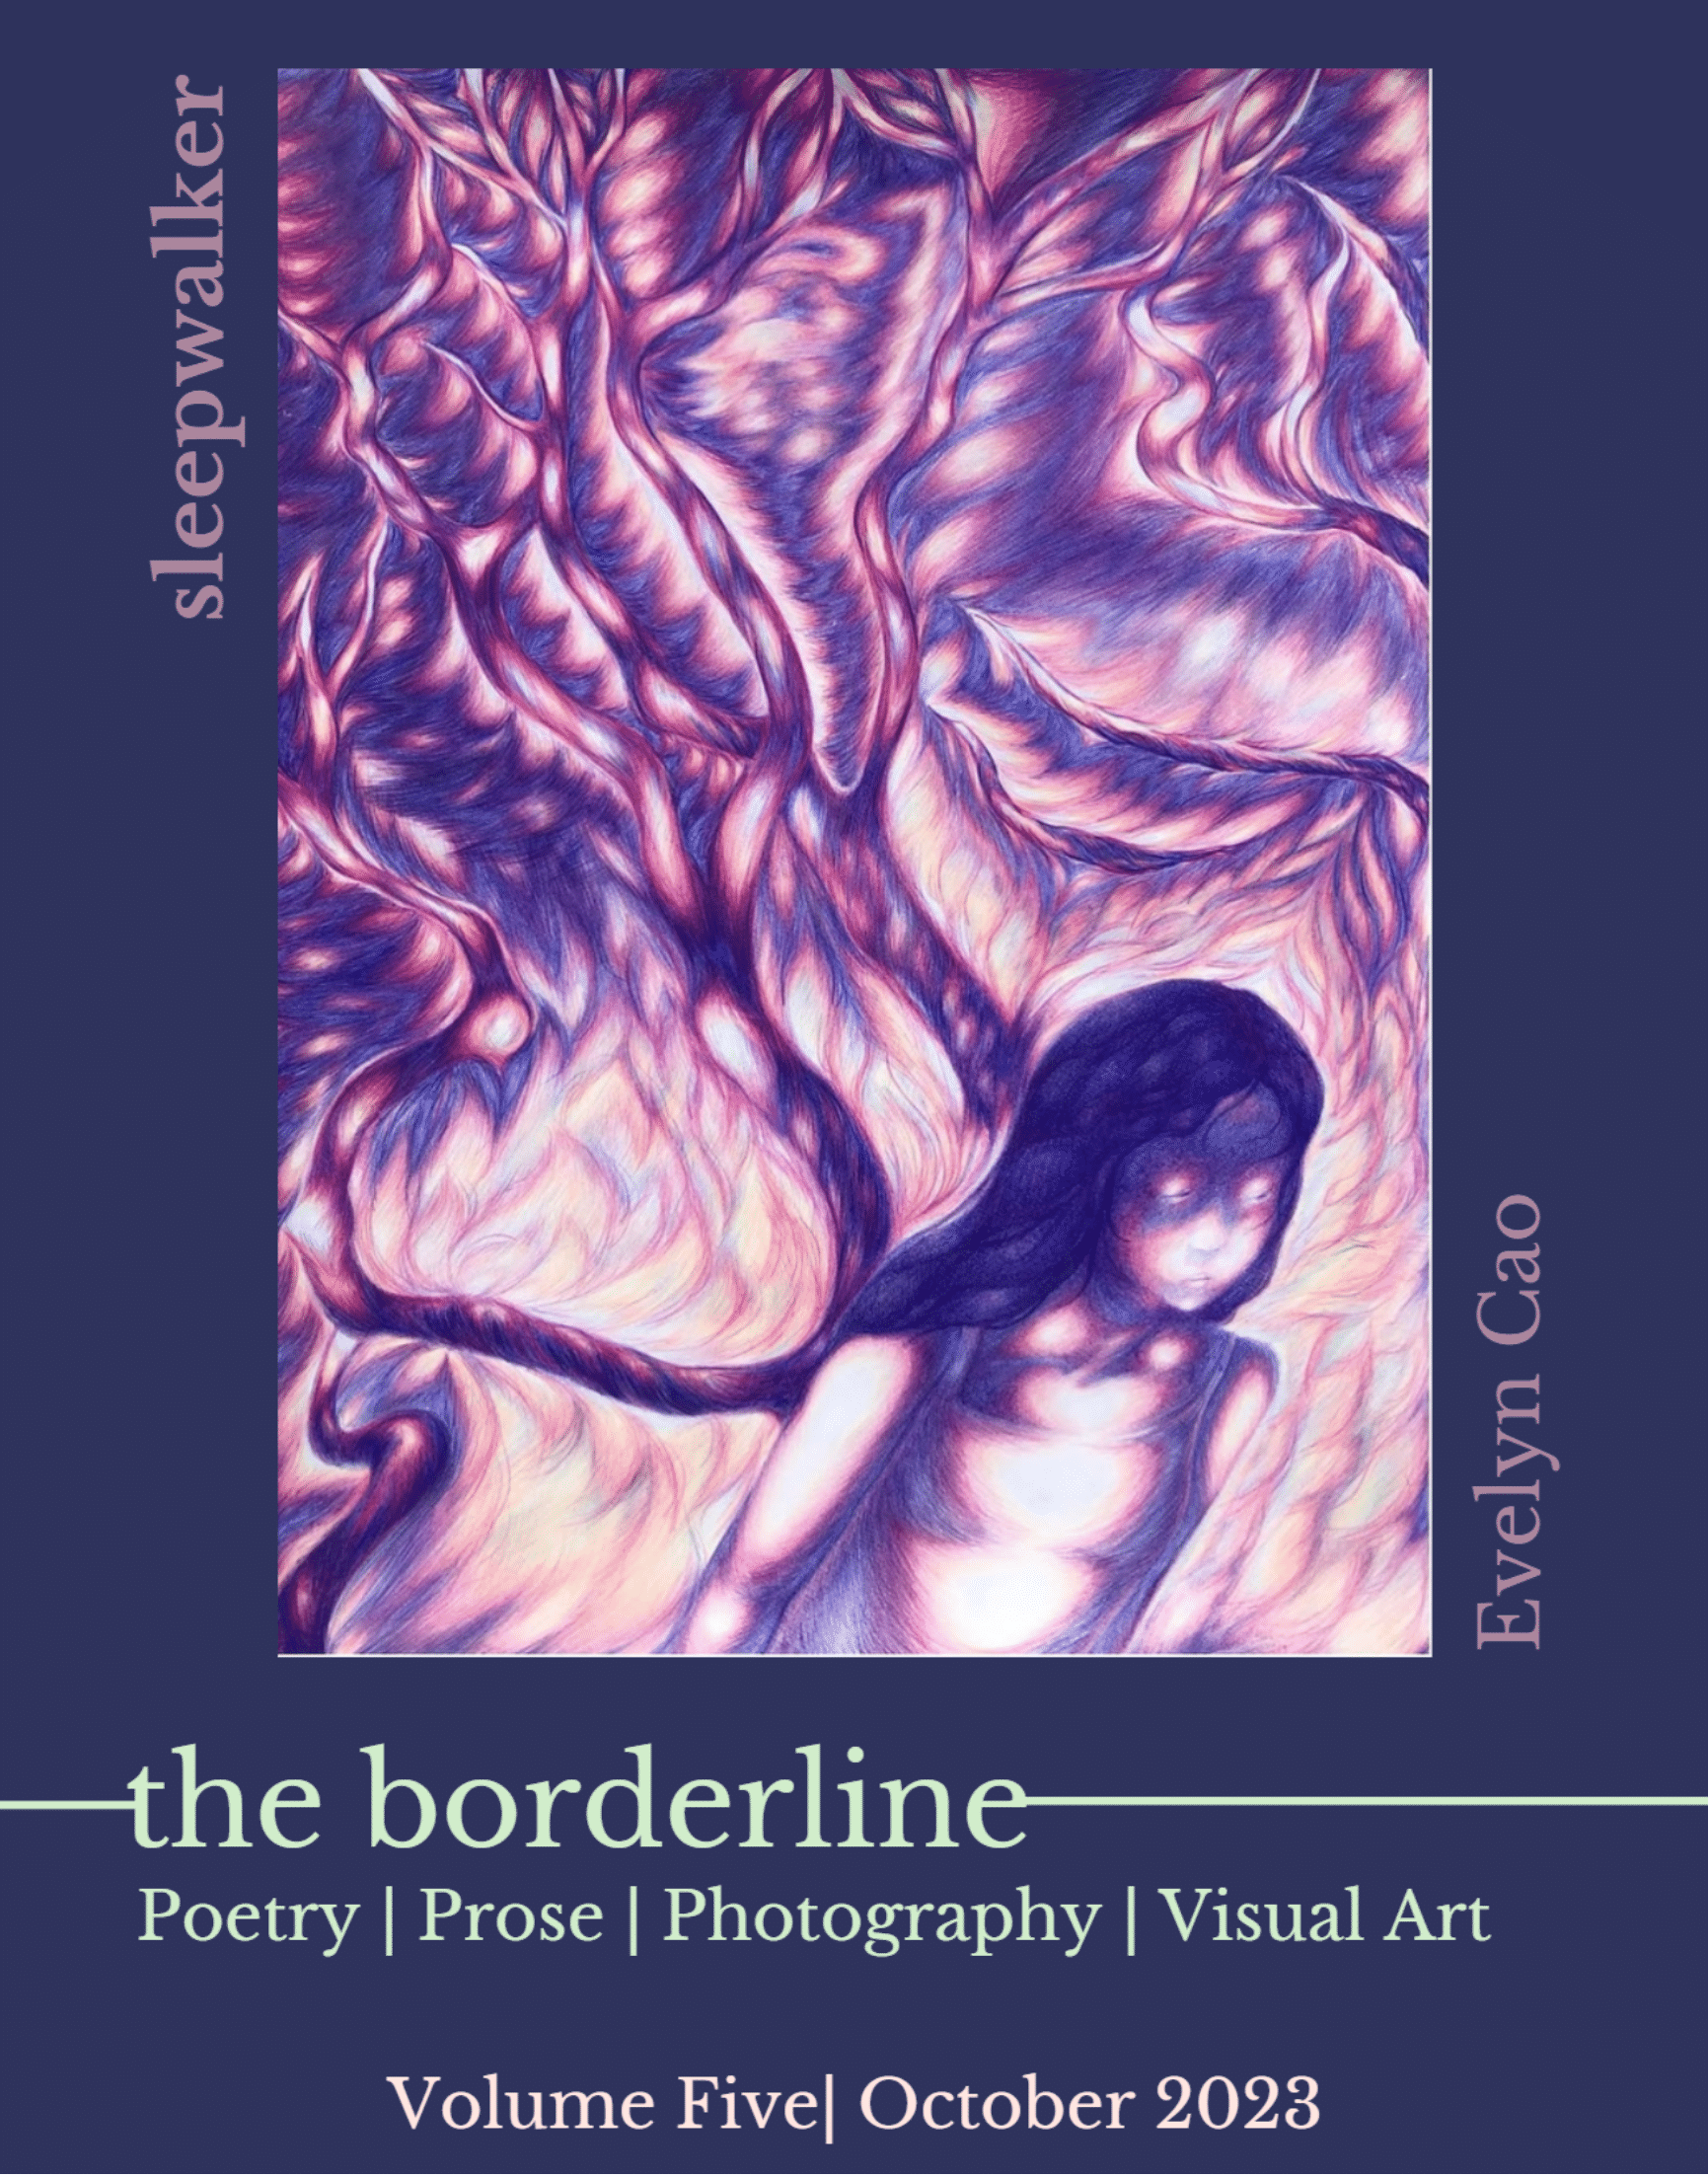 sleepwalker
Evelyn Cao
the borderline
Poetry | Prose | Photography | Visual Art
Volume Five| October 2023